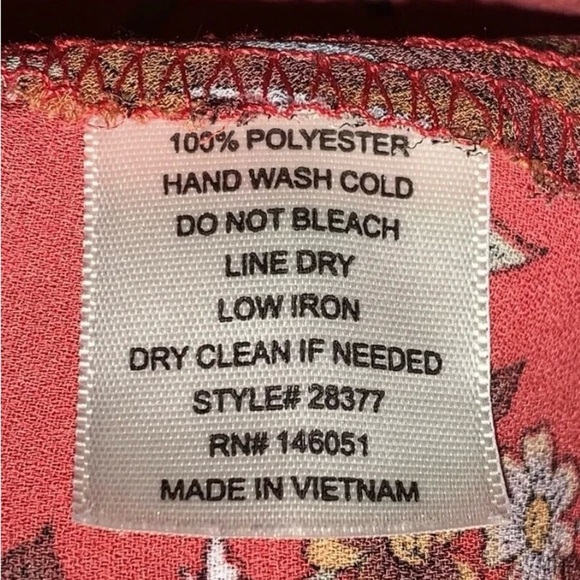 100% POLYESTER
HAND WASH COLD
DO NOT BLEACH
LINE DRY
LOW IRON
DRY CLEAN IF NEEDED
STYLE# 28377
RN# 146051
MADE IN VIETNAM